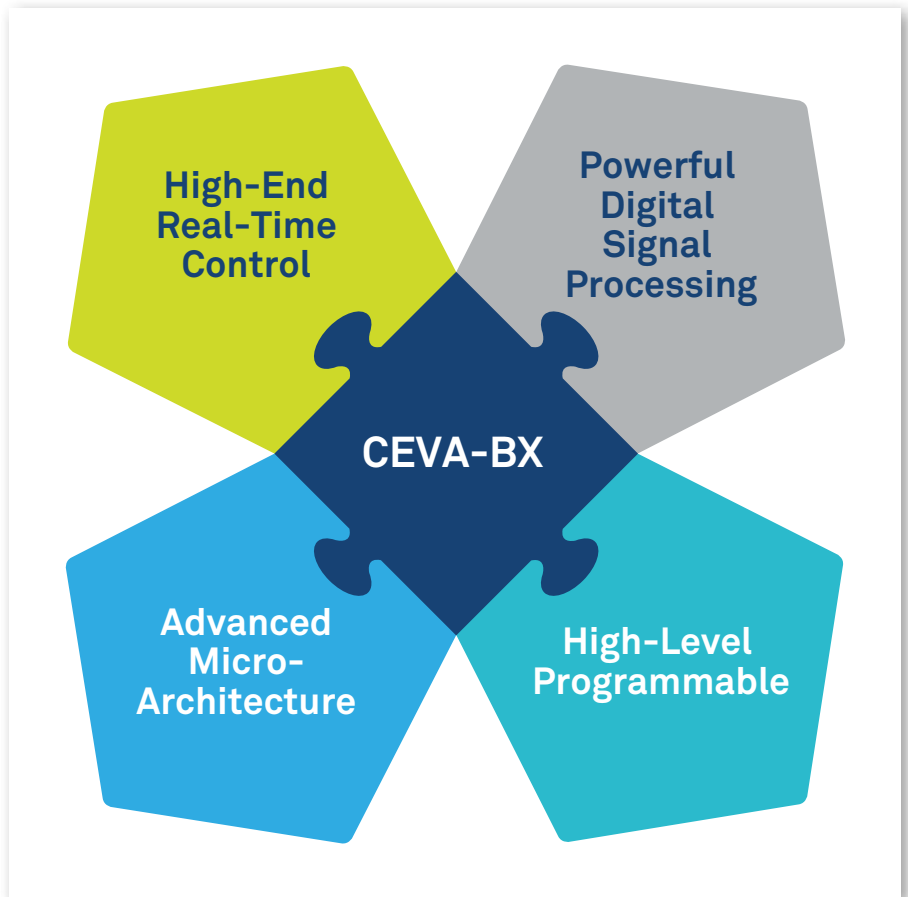 High-End
Real-Time
Control
Powerful
Digital
Signal
Processing
CEVA-BX
Advanced
Micro-
Architecture
High-Level
Programmable